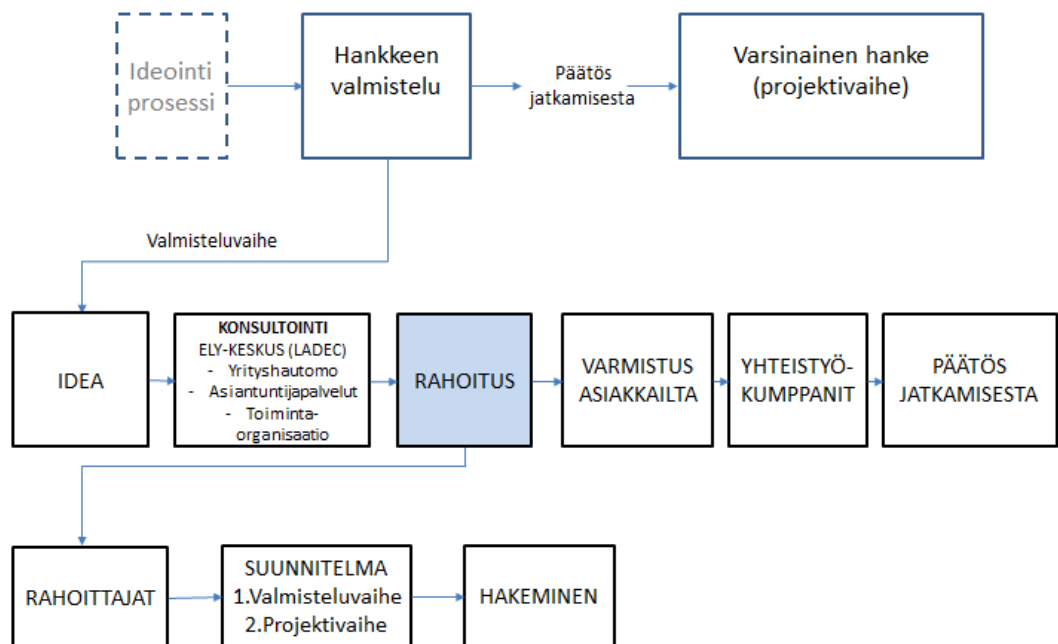 Ideointi
prosessi
Hankkeen
valmistelu
Päätös
jatkamisesta
Varsinainen hanke
(projektivaihe)
Valmisteluvaihe
IDEA
KONSULTOINTI
ELY-KESKUS (LADEC)
- Yrityshautomo
- Asiantuntijapalvelut
- Toiminta-
organisaatio
RAHOITUS
VARMISTUS
ASIAKKAILTA
YHTEISTYÖ-
KUMPPANIT
PÄÄTÖS
JATKAMISESTA
RAHOITTAJAT
SUUNNITELMA
1.Valmisteluvaihe
2.Projektivaihe
HAKEMINEN